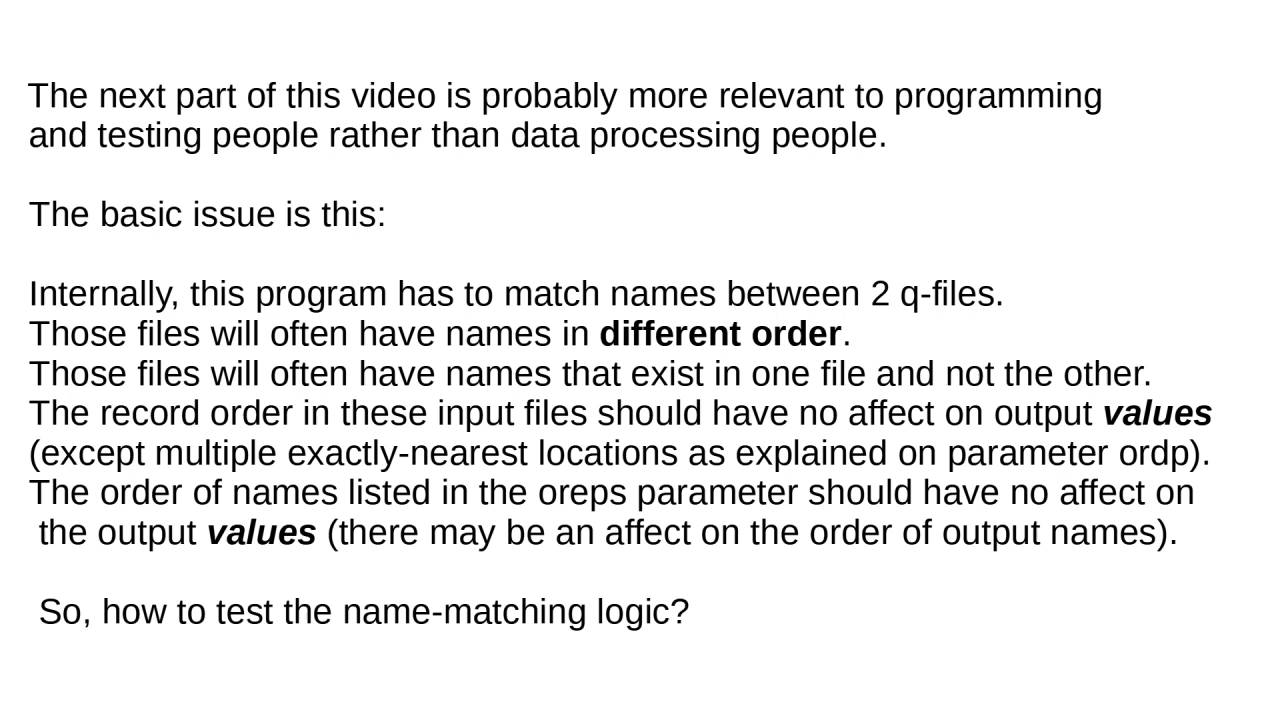 The next part of this video is probably more relevant to programming
and testing people rather than data processing people.
The basic issue is this:
Internally, this program has to match names between 2 q-files.
Those files will often have names in different order.
Those files will often have names that exist in one file and not the other.
The record order in these input files should have no affect on output values
(except multiple exactly-nearest locations as explained on parameter ordp).
The order of names listed in the oreps parameter should have no affect on
the output values (there may be an affect on the order of output names).
So, how to test the name-matching logic?